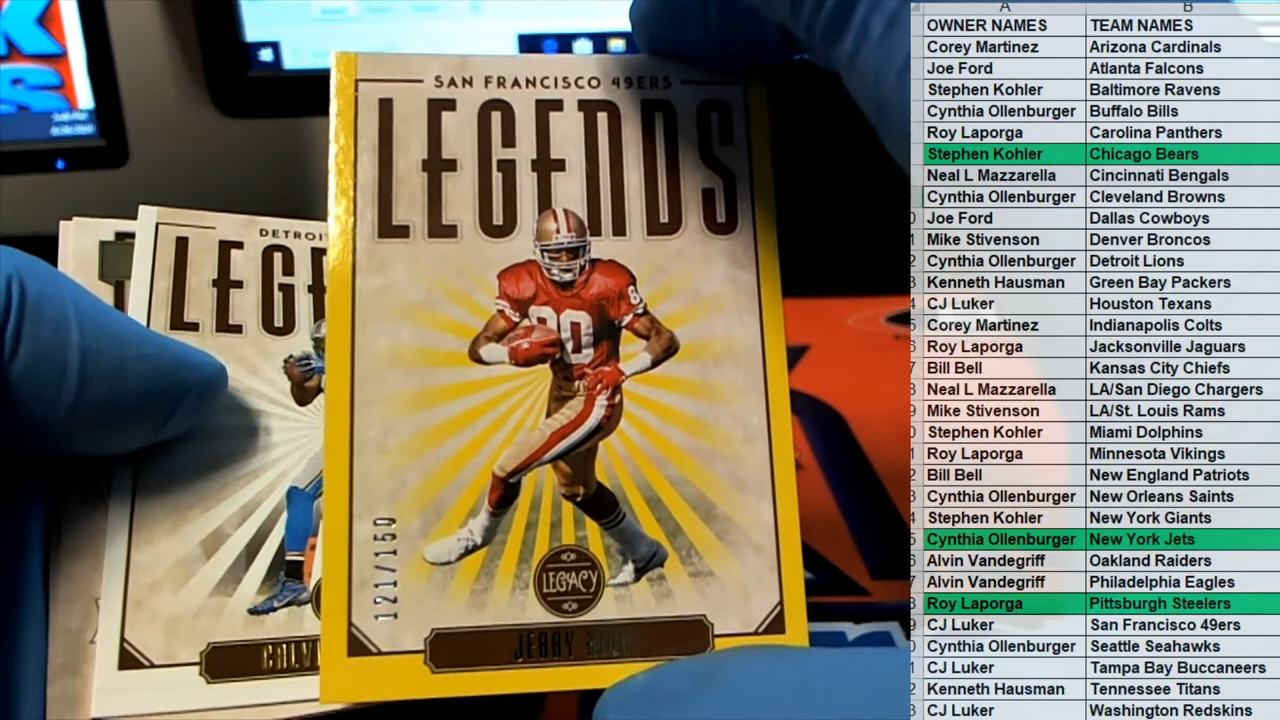 SAN FRANCISCO 49ERS
LEGENDS
80
8
121/150
LEGACY
JERRY
DETROIT
LEGE
CALV
K
S
A B
OWNER NAMES TEAM NAMES
Corey Martinez Arizona Cardinals
Joe Ford Atlanta Falcons
Stephen Kohler Baltimore Ravens
Cynthia Ollenburger Buffalo Bills
Roy Laporga Carolina Panthers
Stephen Kohler Chicago Bears
Neal L Mazzarella Cincinnati Bengals
Cynthia Ollenburger Cleveland Browns
Joe Ford Dallas Cowboys
Mike Stivenson Denver Broncos
Cynthia Ollenburger Detroit Lions
Kenneth Hausman Green Bay Packers
CJ Luker Houston Texans
Corey Martinez Indianapolis Colts
Roy Laporga Jacksonville Jaguars
Bill Bell Kansas City Chiefs
Neal L Mazzarella LA/San Diego Chargers
Mike Stivenson LA/St. Louis Rams
Stephen Kohler Miami Dolphins
Roy Laporga Minnesota Vikings
Bill Bell New England Patriots
Cynthia Ollenburger New Orleans Saints
Stephen Kohler New York Giants
Cynthia Ollenburger New York Jets
Alvin Vandegriff Oakland Raiders
Alvin Vandegriff Philadelphia Eagles
Roy Laporga Pittsburgh Steelers
CJ Luker San Francisco 49ers
Cynthia Ollenburger Seattle Seahawks
CJ Luker Tampa Bay Buccaneers
Kenneth Hausman Tennessee Titans
CJ Luker Washington Redskins